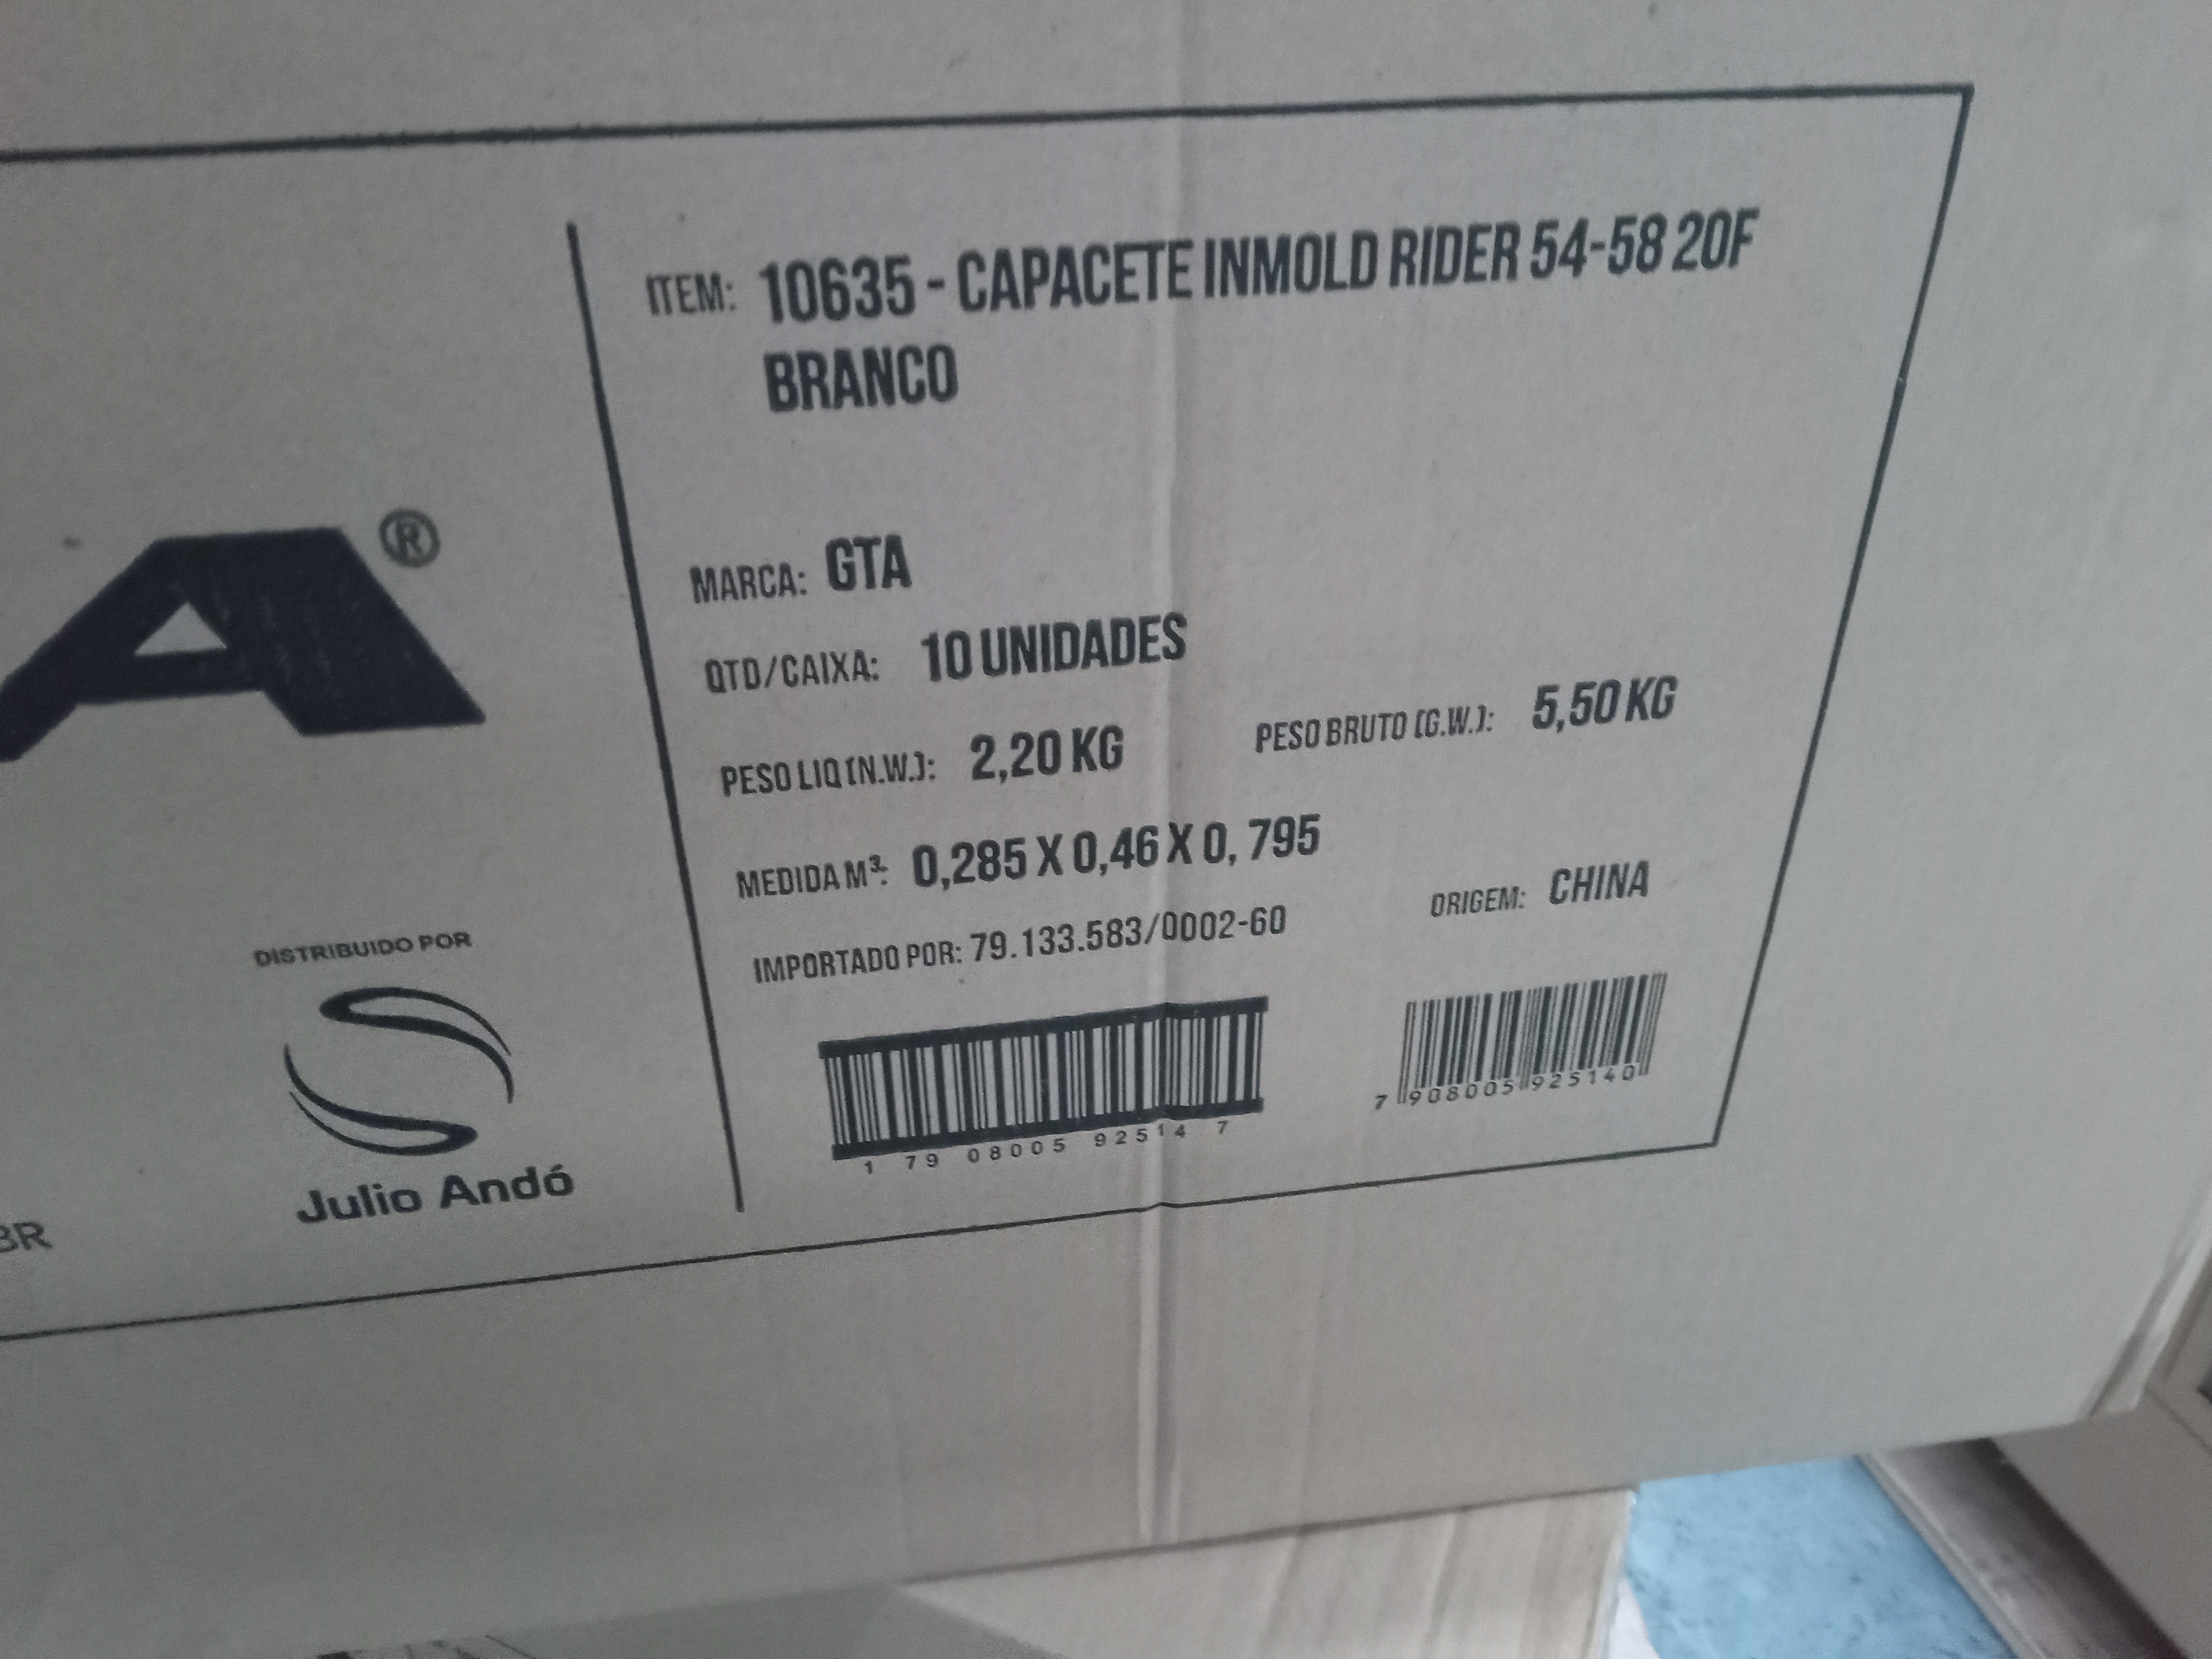 A®
DISTRIBUIDO POR
Julio Andó
BR
ITEM: 10635 - CAPACETE INMOLD RIDER 54-58 20F
BRANCO
MARCA: GTA
QTD/CAIXA: 10 UNIDADES
PESO LIQ (N.W.): 2,20 KG PESO BRUTO (G.W.): 5,50 KG
MEDIDA M³: 0,285 X 0,46 X 0, 795
IMPORTADO POR: 79.133.583/0002-60 ORIGEM: CHINA
1 79 08005 92514 7
7 908005 925140